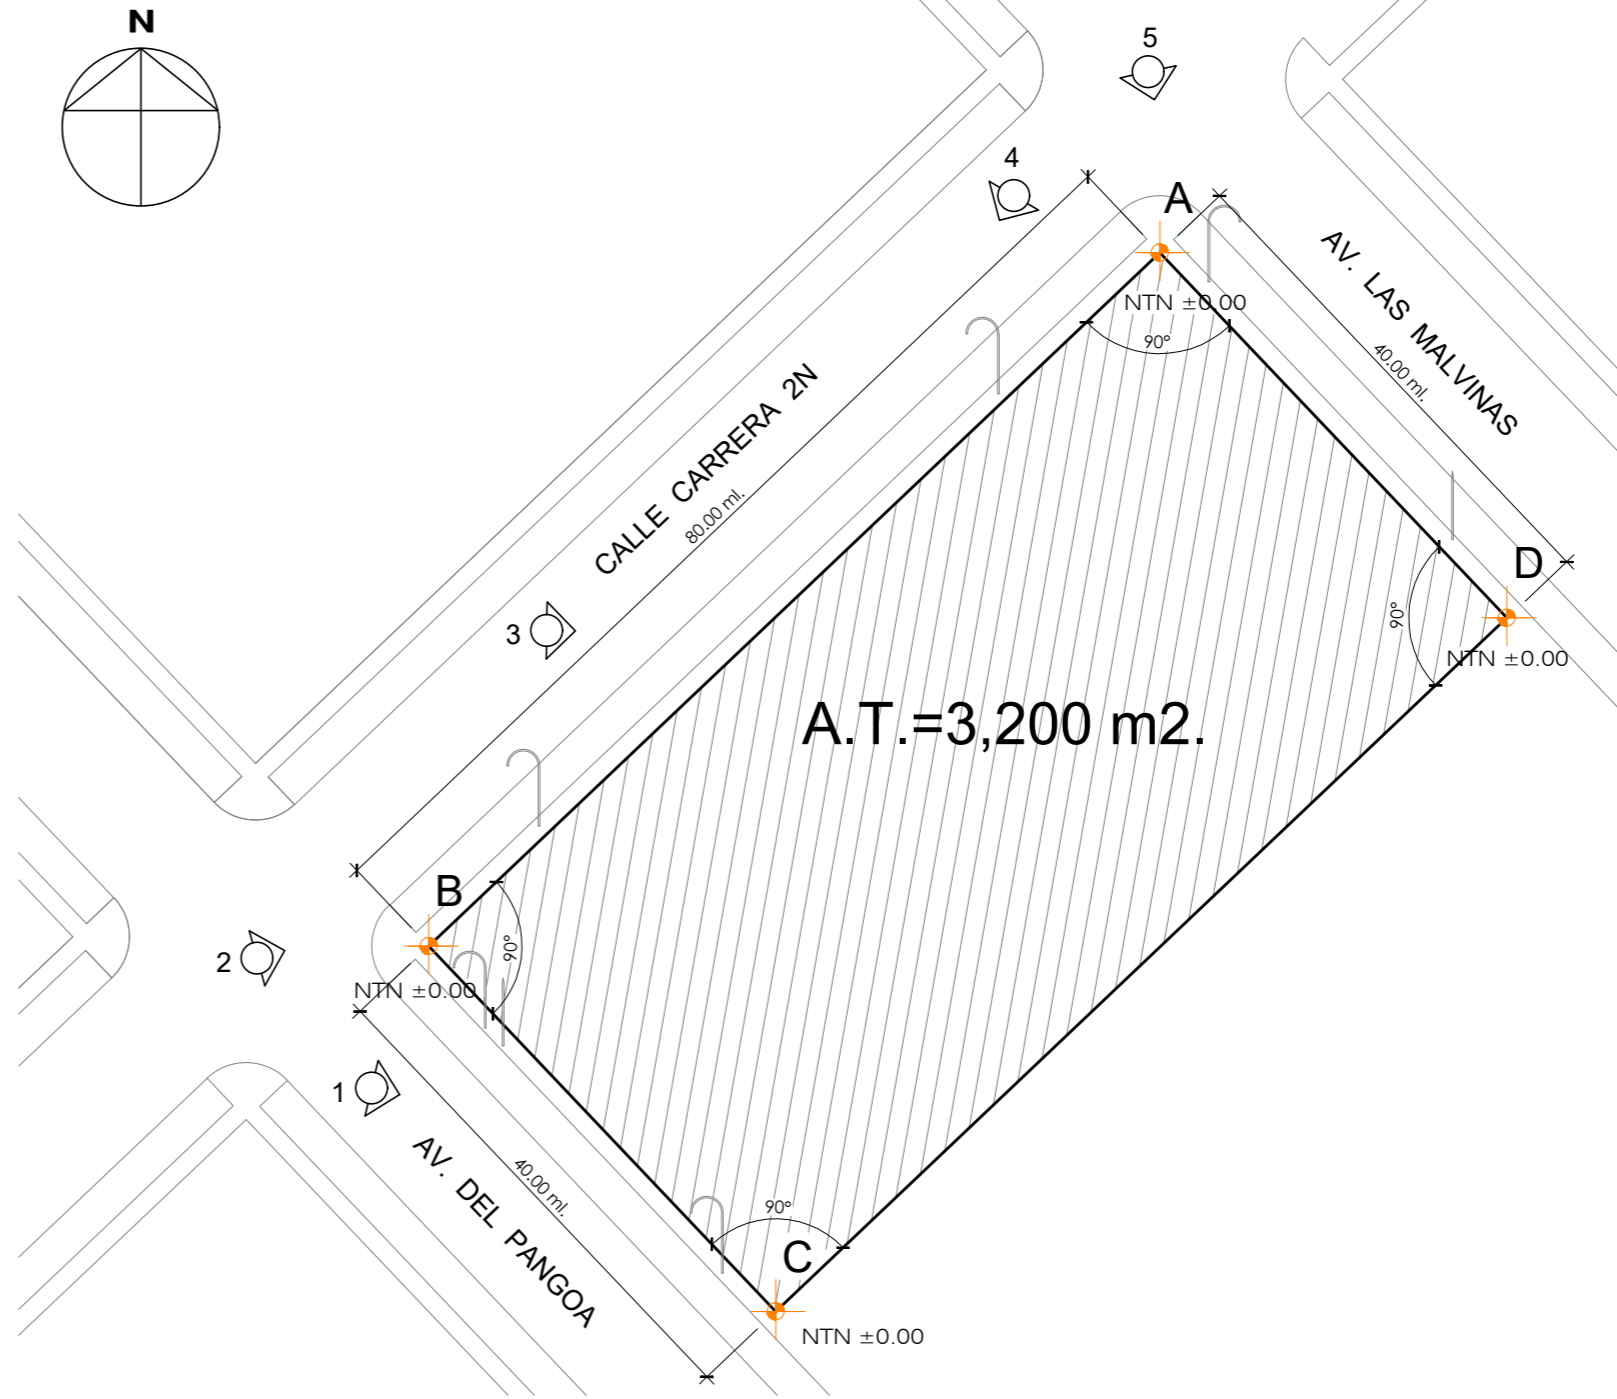 N
5
4
A
AV. LAS MALVINAS
40.00 ml.
NTN ±0.00
90°
CALLE CARRERA 2N
80.00 ml.
3
D
90°
NTN ±0.00
A.T.=3,200 m2.
B
90°
2
NTN ±0.00
1
AV. DEL PANGOA
40.00 ml.
90°
C
NTN ±0.00